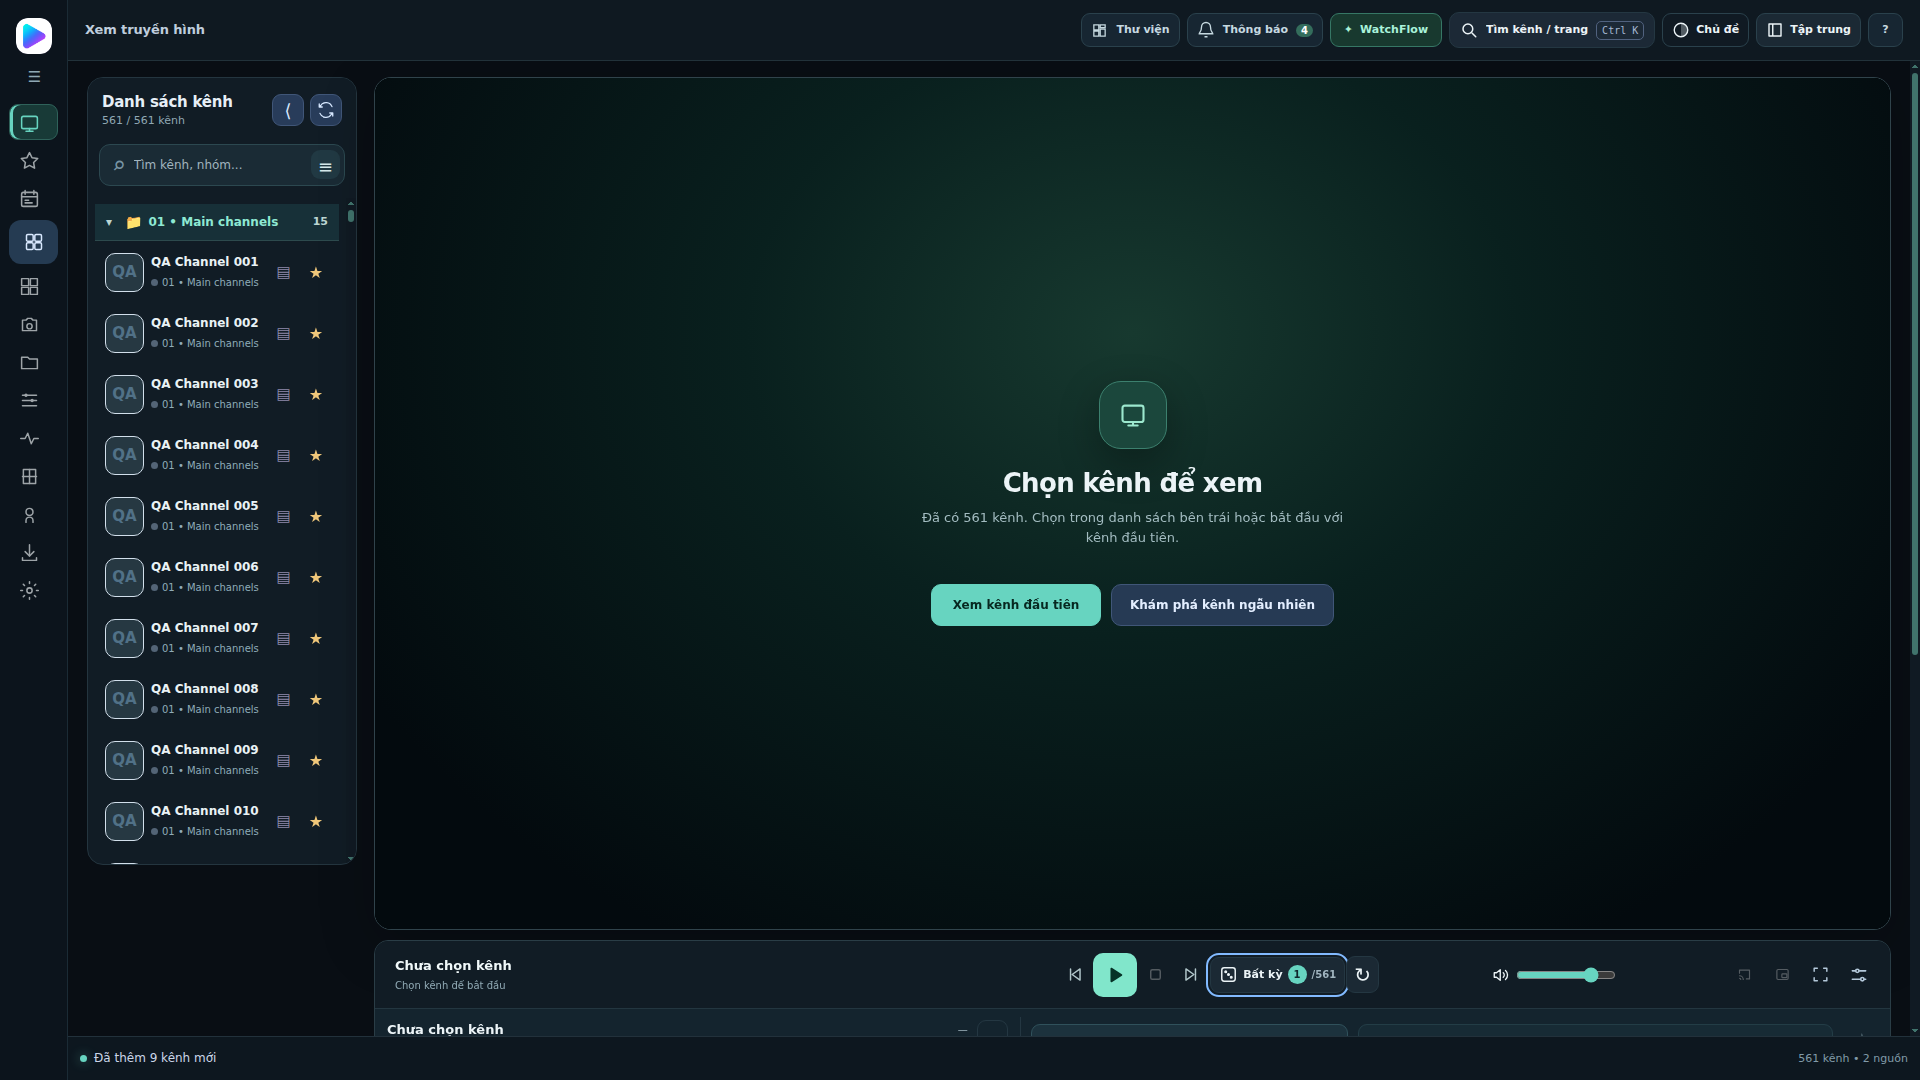 Xem truyền hình
Thư viện
Thông báo 4
WatchFlow
Tìm kênh / trang Ctrl K
Chủ đề
Tập trung
?
Danh sách kênh
561 / 561 kênh
Tìm kênh, nhóm...
01 • Main channels 15
QA QA Channel 001
01 • Main channels
QA QA Channel 002
01 • Main channels
QA QA Channel 003
01 • Main channels
QA QA Channel 004
01 • Main channels
QA QA Channel 005
01 • Main channels
QA QA Channel 006
01 • Main channels
QA QA Channel 007
01 • Main channels
QA QA Channel 008
01 • Main channels
QA QA Channel 009
01 • Main channels
QA QA Channel 010
01 • Main channels
Chọn kênh để xem
Đã có 561 kênh. Chọn trong danh sách bên trái hoặc bắt đầu với
kênh đầu tiên.
Xem kênh đầu tiên
Khám phá kênh ngẫu nhiên
Chưa chọn kênh
Chọn kênh để bắt đầu
Bất kỳ 1 /561
Chưa chọn kênh
Đã thêm 9 kênh mới
561 kênh • 2 nguồn